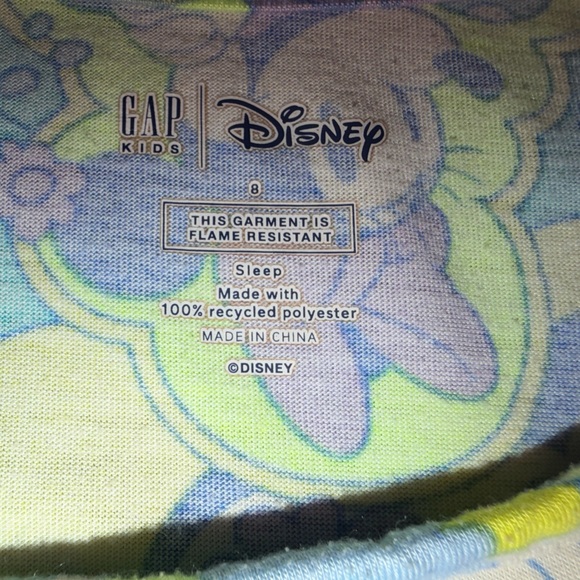 GAP KIDS | Disney
8
THIS GARMENT IS
FLAME RESISTANT
Sleep
Made with
100% recycled polyester
MADE IN CHINA
©DISNEY